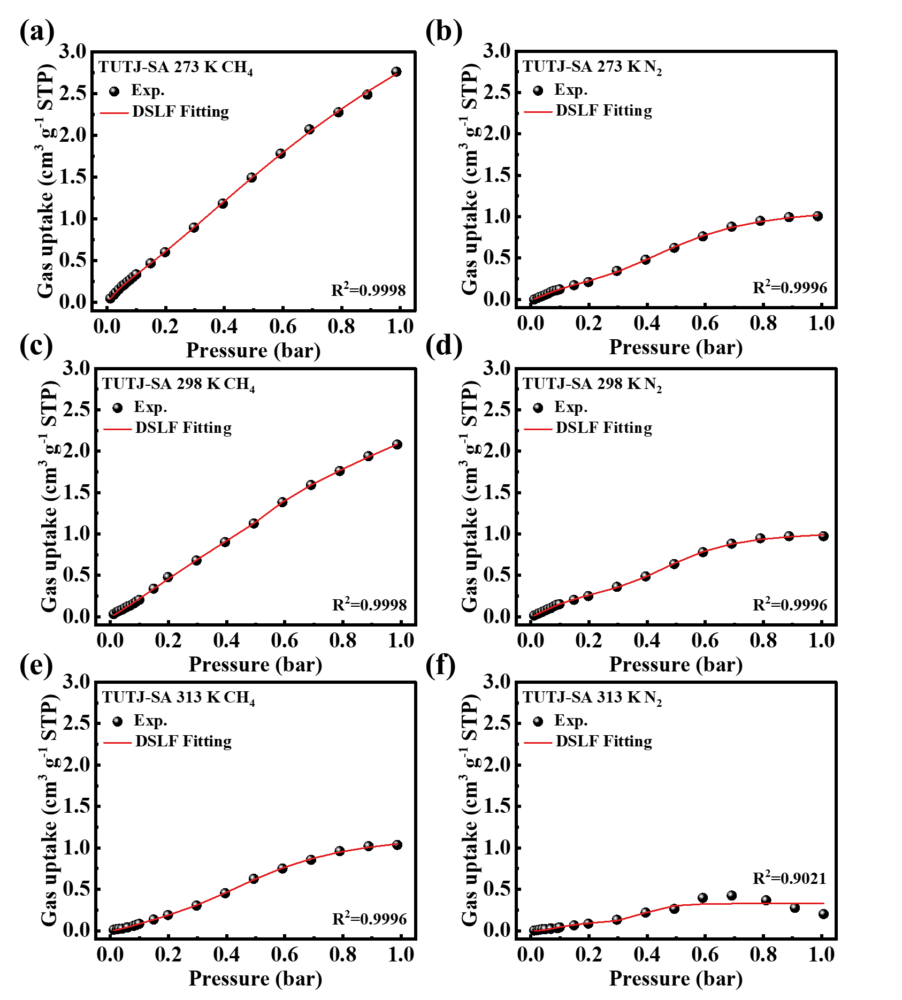 (a)
3.0
2.5
2.0
1.5
1.0
0.5
0.0
Gas uptake (cm³ g⁻¹ STP)
TUTJ-SA 273 K CH₄
Exp.
DSLF Fitting
R²=0.9998
0.0 0.2 0.4 0.6 0.8 1.0
Pressure (bar)
(b)
3.0
2.5
2.0
1.5
1.0
0.5
0.0
Gas uptake (cm³ g⁻¹ STP)
TUTJ-SA 273 K N₂
Exp.
DSLF Fitting
R²=0.9996
0.0 0.2 0.4 0.6 0.8 1.0
Pressure (bar)
(c)
3.0
2.5
2.0
1.5
1.0
0.5
0.0
Gas uptake (cm³ g⁻¹ STP)
TUTJ-SA 298 K CH₄
Exp.
DSLF Fitting
R²=0.9998
0.0 0.2 0.4 0.6 0.8 1.0
Pressure (bar)
(d)
3.0
2.5
2.0
1.5
1.0
0.5
0.0
Gas uptake (cm³ g⁻¹ STP)
TUTJ-SA 298 K N₂
Exp.
DSLF Fitting
R²=0.9996
0.0 0.2 0.4 0.6 0.8 1.0
Pressure (bar)
(e)
3.0
2.5
2.0
1.5
1.0
0.5
0.0
Gas uptake (cm³ g⁻¹ STP)
TUTJ-SA 313 K CH₄
Exp.
DSLF Fitting
R²=0.9996
0.0 0.2 0.4 0.6 0.8 1.0
Pressure (bar)
(f)
3.0
2.5
2.0
1.5
1.0
0.5
0.0
Gas uptake (cm³ g⁻¹ STP)
TUTJ-SA 313 K N₂
Exp.
DSLF Fitting
R²=0.9021
0.0 0.2 0.4 0.6 0.8 1.0
Pressure (bar)